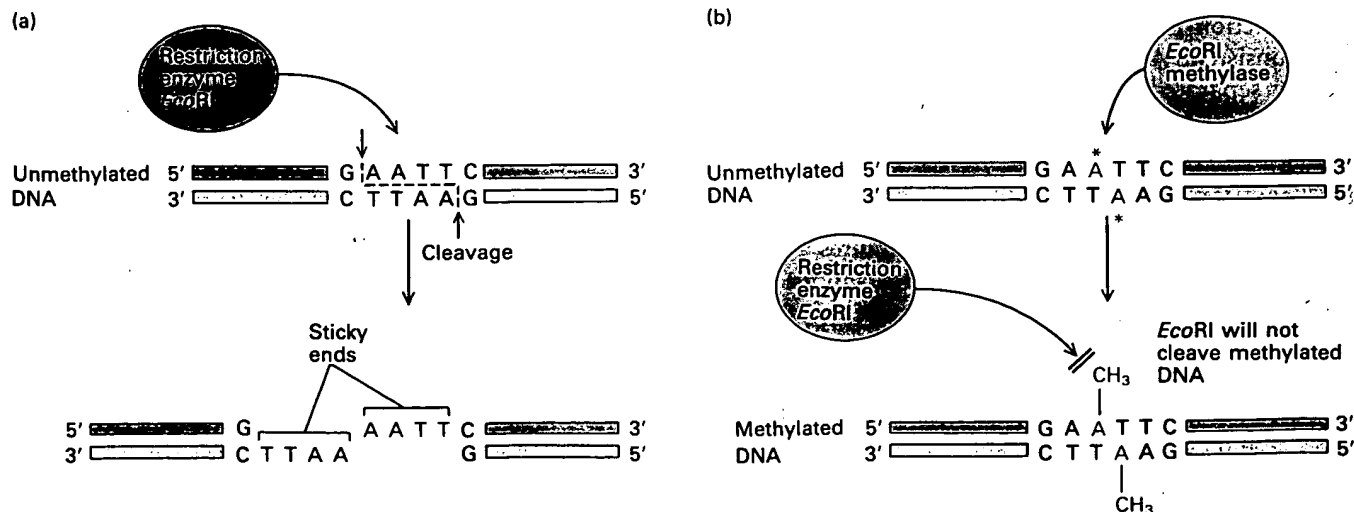 (a)
Restriction
enzyme
EcoRI
Unmethylated
DNA
5′ G A A T T C 3′
3′ C T T A A G 5′
Cleavage
Sticky
ends
5′ G A A T T C 3′
3′ C T T A A G 5′
(b)
EcoRI
methylase
*
Unmethylated
DNA
5′ G A A T T C 3′
3′ C T T A A G 5′
*
Restriction
enzyme
EcoRI
EcoRI will not
cleave methylated
DNA
CH3
Methylated
DNA
5′ G A A T T C 3′
3′ C T T A A G 5′
CH3